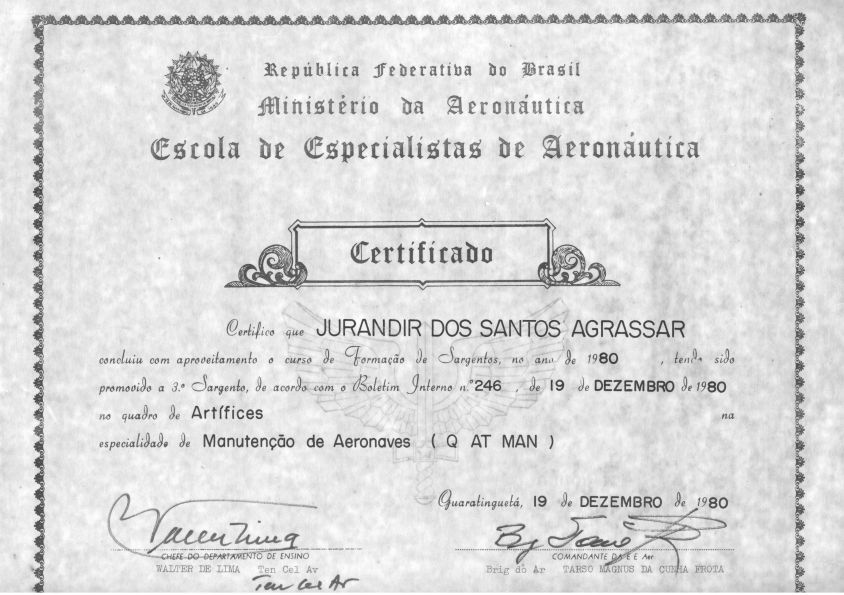 República Federativa do Brasil
Ministério da Aeronáutica
Escola de Especialistas de Aeronáutica
Certificado
Certifico que JURANDIR DOS SANTOS AGRASSAR
concluiu com aproveitamento o curso de Formação de Sargentos, no ano de 1980 , tendo sido
promovido a 3.º Sargento, de acordo com o Boletim Interno n.º 246 , de 19 de DEZEMBRO de 1980
no quadro de Artífices na
especialidade de Manutenção de Aeronaves ( Q AT MAN )
Guaratinguetá, 19 de DEZEMBRO de 1980
CHEFE DO DEPARTAMENTO DE ENSINO
WALTER DE LIMA Ten Cel Av
Ten Cel Av
COMANDANTE DA E E Aer
Brig do Ar TARSO MAGNUS DA CUNHA FROTA